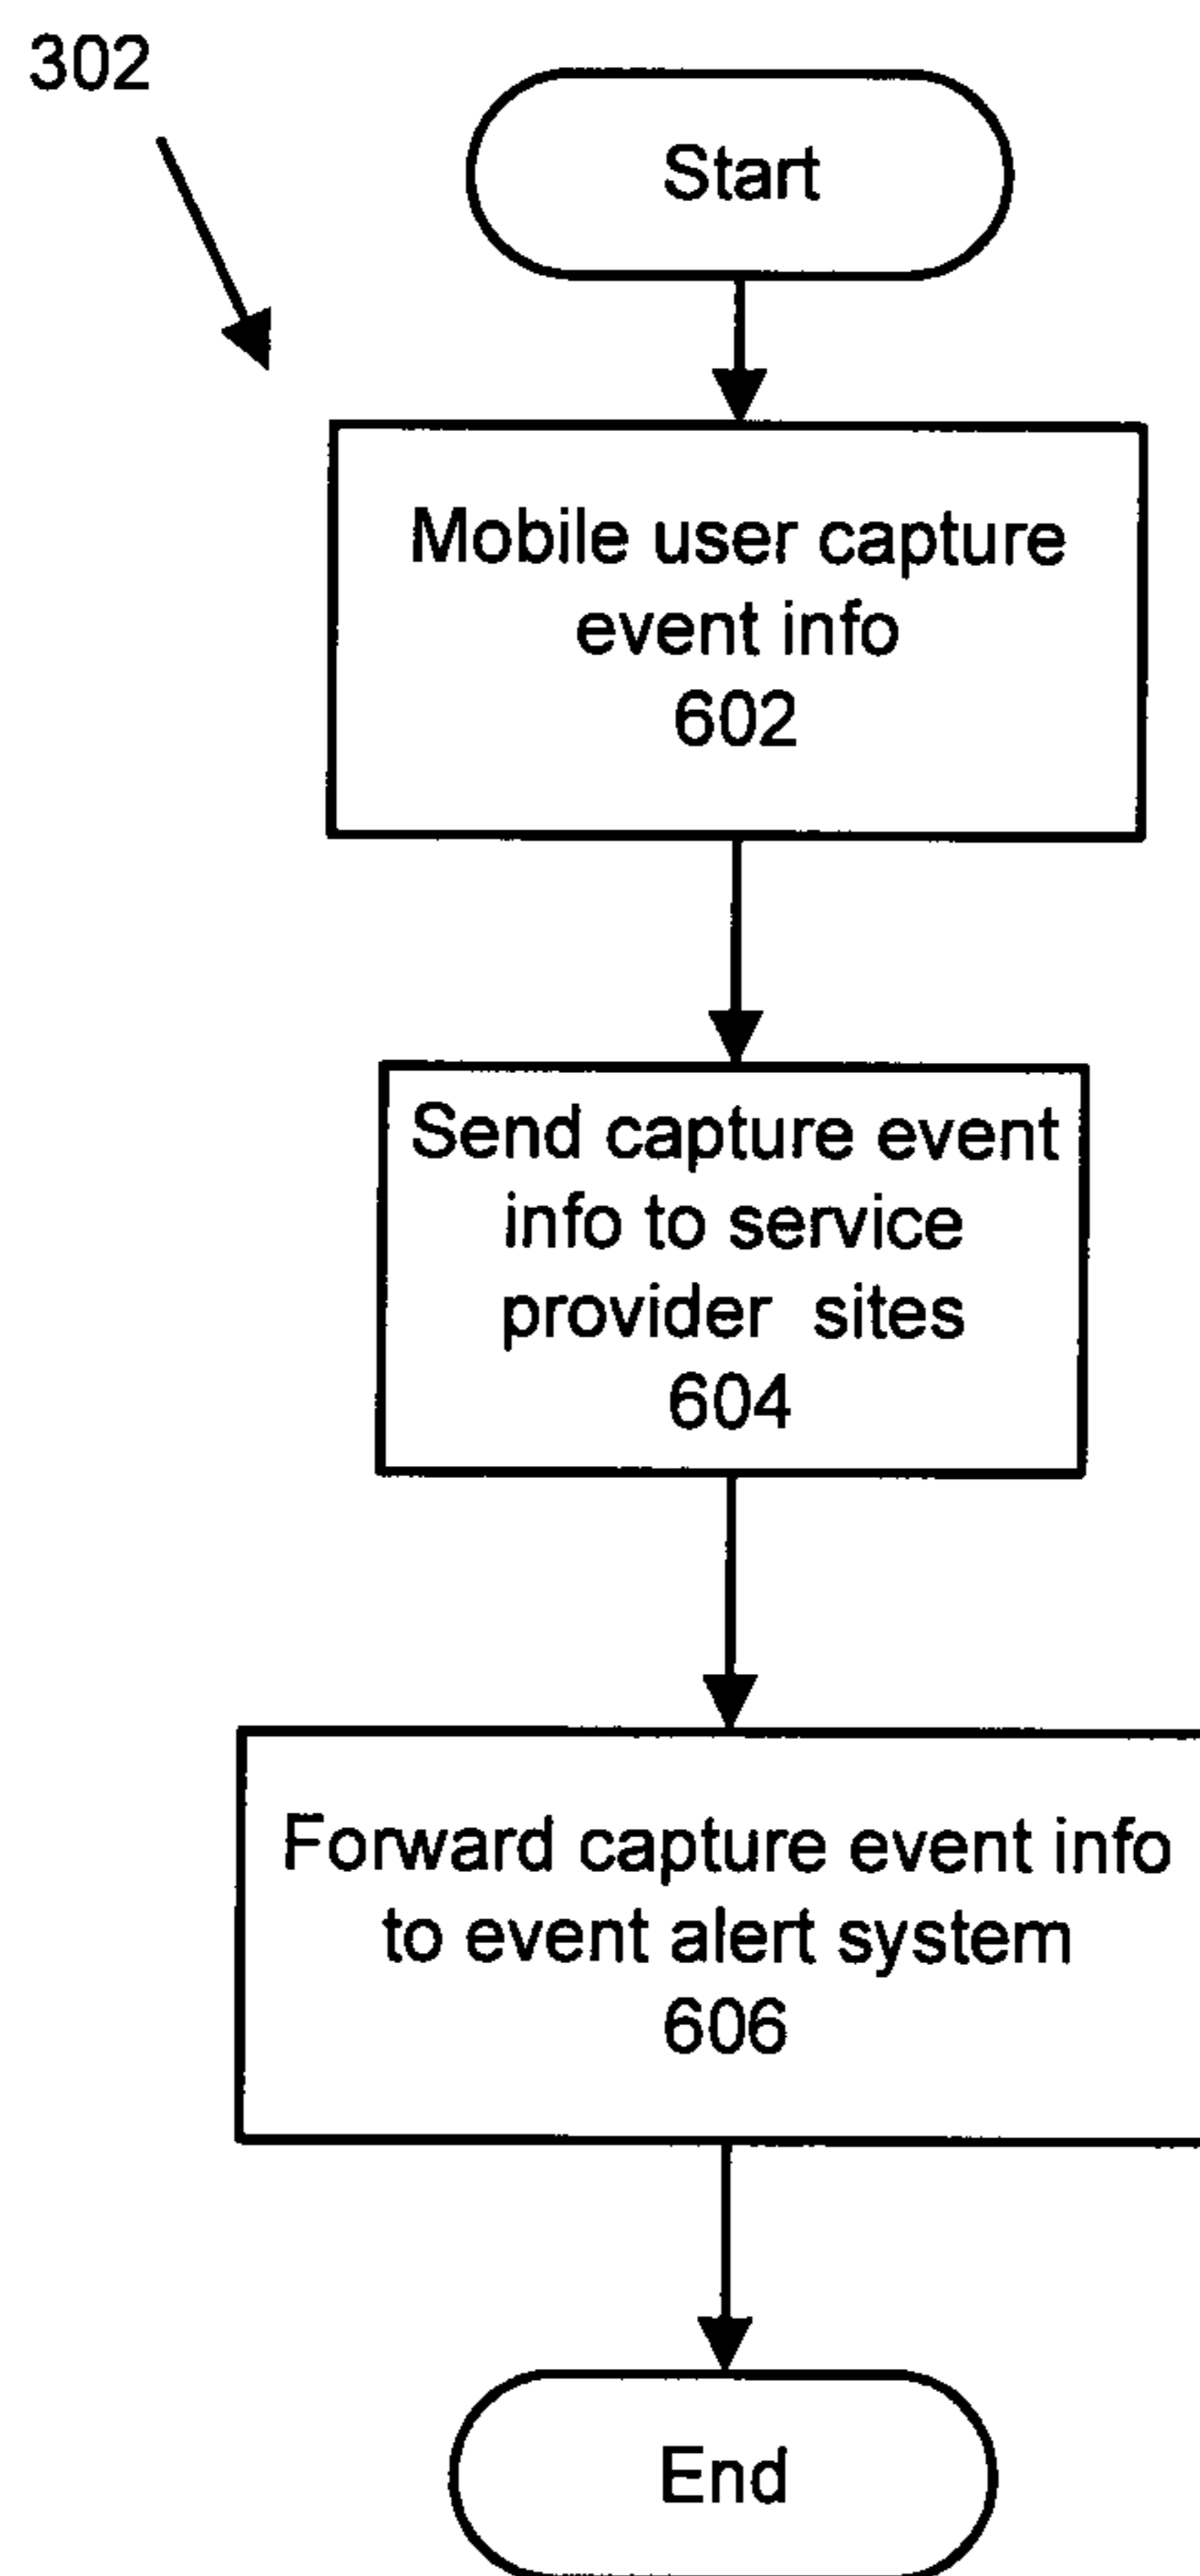 302
Start
Mobile user capture
event info
602
Send capture event
info to service
provider sites
604
Forward capture event info
to event alert system
606
End